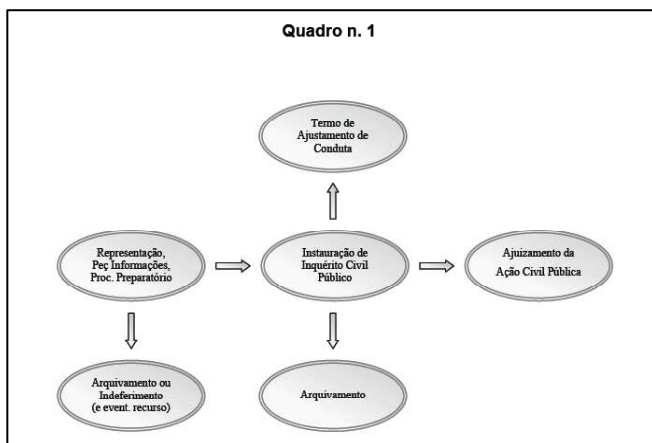 Quadro n. 1
Termo de
Ajustamento de
Conduta
Representação,
Peç Informações,
Proc. Preparatório
Instauração de
Inquérito Civil
Público
Ajuizamento da
Ação Civil Pública
Arquivamento ou
Indeferimento
(e event. recurso)
Arquivamento